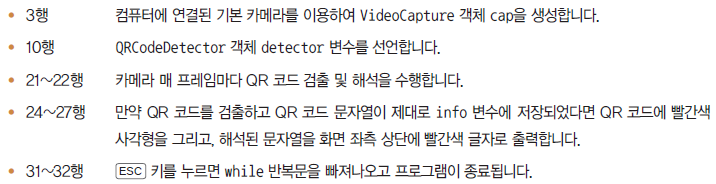 • 3행 컴퓨터에 연결된 기본 카메라를 이용하여 VideoCapture 객체 cap을 생성합니다.
• 10행 QRCodeDetector 객체 detector 변수를 선언합니다.
• 21~22행 카메라 매 프레임마다 QR 코드 검출 및 해석을 수행합니다.
• 24~27행 만약 QR 코드를 검출하고 QR 코드 문자열이 제대로 info 변수에 저장되었다면 QR 코드에 빨간색
사각형을 그리고, 해석된 문자열을 화면 좌측 상단에 빨간색 글자로 출력합니다.
• 31~32행 ESC 키를 누르면 while 반복문을 빠져나오고 프로그램이 종료됩니다.